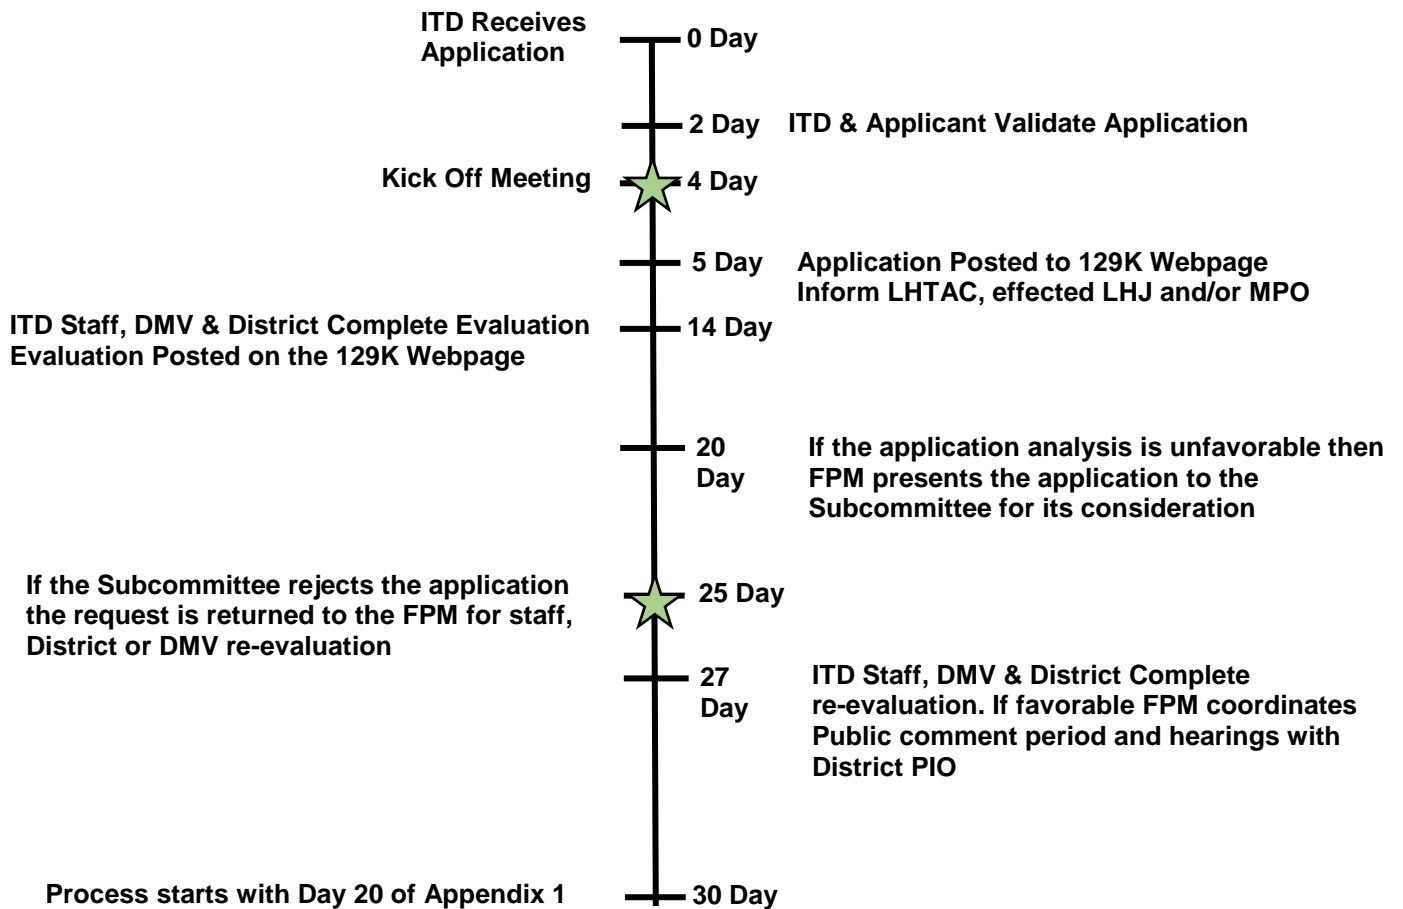 ITD Receives
Application
0 Day
2 Day
ITD & Applicant Validate Application
Kick Off Meeting
4 Day
5 Day
Application Posted to 129K Webpage
Inform LHTAC, effected LHJ and/or MPO
ITD Staff, DMV & District Complete Evaluation
Evaluation Posted on the 129K Webpage
14 Day
20
Day
If the application analysis is unfavorable then
FPM presents the application to the
Subcommittee for its consideration
If the Subcommittee rejects the application
the request is returned to the FPM for staff,
District or DMV re-evaluation
25 Day
27
Day
ITD Staff, DMV & District Complete
re-evaluation. If favorable FPM coordinates
Public comment period and hearings with
District PIO
Process starts with Day 20 of Appendix 1
30 Day